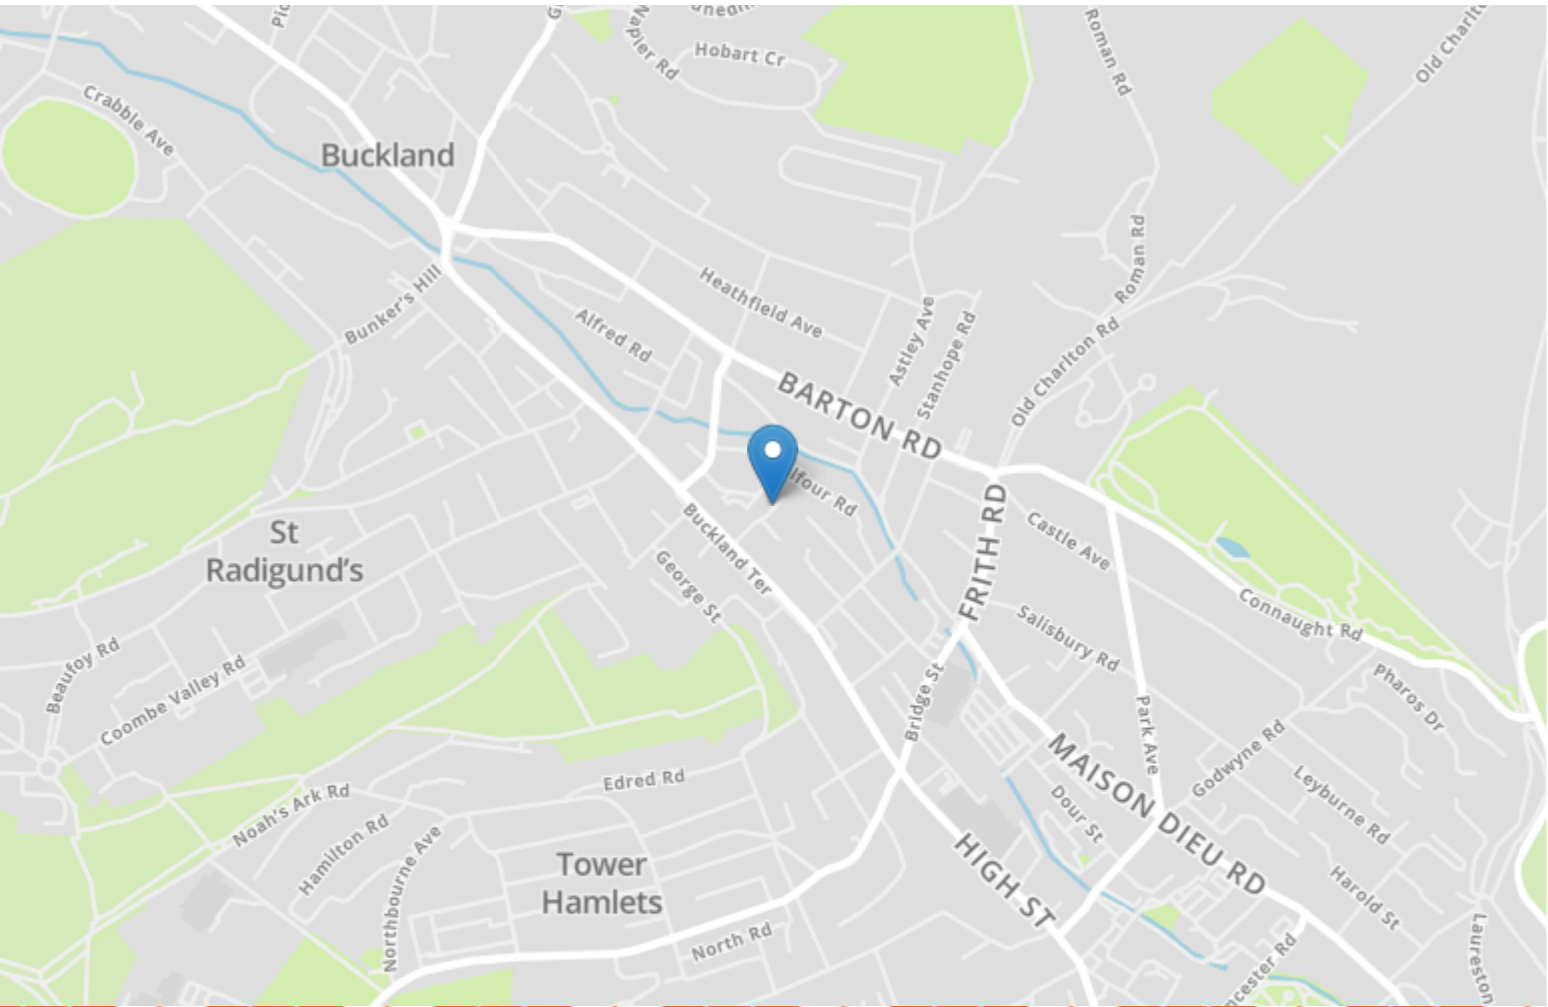 Napier Rd
Hobart Cr
Roman Rd
Crabble Ave
Buckland
Roman Rd
Bunker's Hill
Heathfield Ave
Alfred Rd
Astley Ave
Stanhope Rd
Old Charlton Rd
BARTON RD
lfour Rd
Buckland Ter
FRITH RD
Castle Ave
St
Radigund's
George St
Connaught Rd
Salisbury Rd
Beaufoy Rd
Coombe Valley Rd
Bridge St
Pharos Dr
Park Ave
Godwyne Rd
MAISON DIEU RD
Edred Rd
Noah's Ark Rd
Leyburne Rd
Dour St
Hamilton Rd
Northbourne Ave
HIGH ST
Tower
Hamlets
Harold St
North Rd
Laureston
ncester Rd
Old Charlt